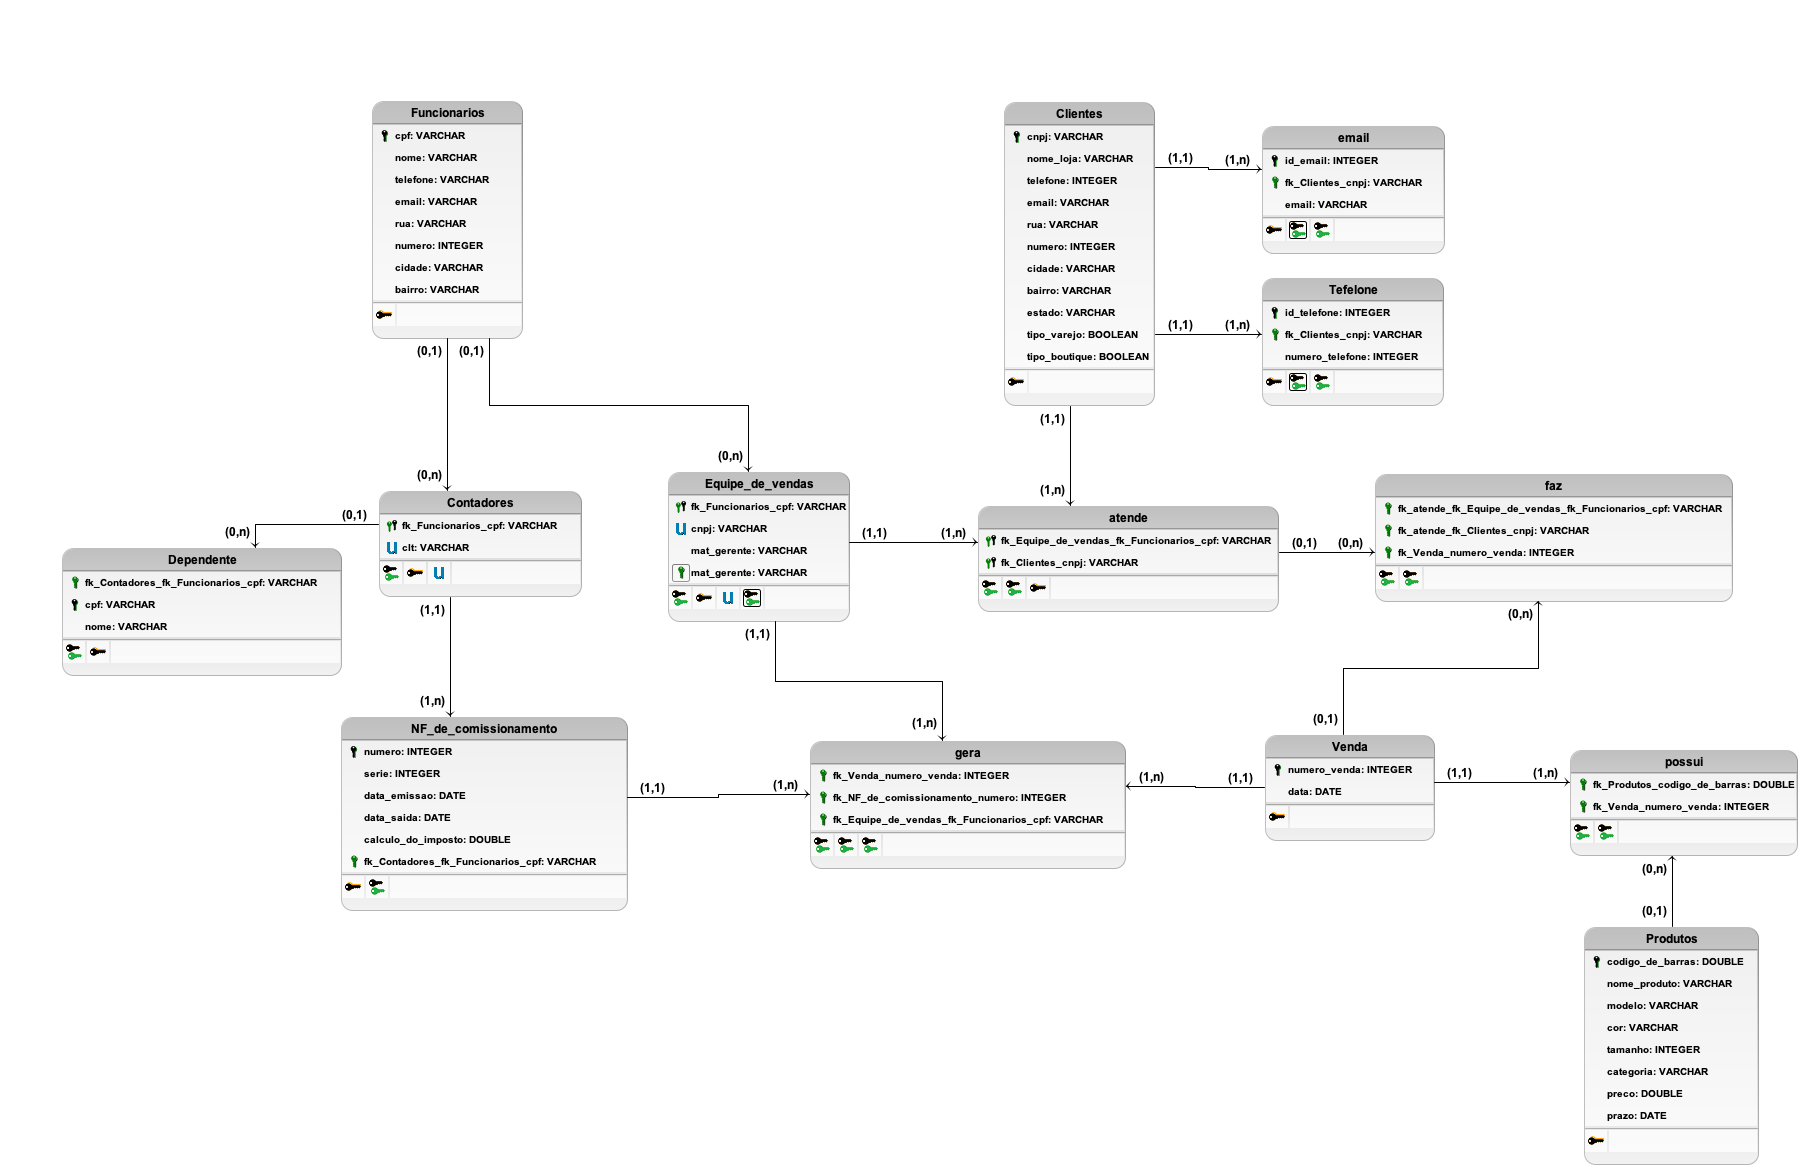 Funcionarios
cpf: VARCHAR
nome: VARCHAR
telefone: VARCHAR
email: VARCHAR
rua: VARCHAR
numero: INTEGER
cidade: VARCHAR
bairro: VARCHAR
(0,1)
(0,1)
(0,n)
(0,n)
Clientes
cnpj: VARCHAR
nome_loja: VARCHAR
telefone: INTEGER
email: VARCHAR
rua: VARCHAR
numero: INTEGER
cidade: VARCHAR
bairro: VARCHAR
estado: VARCHAR
tipo_varejo: BOOLEAN
tipo_boutique: BOOLEAN
(1,1)
(1,n)
(1,1)
(1,n)
(1,1)
(1,n)
email
id_email: INTEGER
fk_Clientes_cnpj: VARCHAR
email: VARCHAR
Tefelone
id_telefone: INTEGER
fk_Clientes_cnpj: VARCHAR
numero_telefone: INTEGER
Contadores
fk_Funcionarios_cpf: VARCHAR
U clt: VARCHAR
U
(0,1)
(0,n)
(1,1)
(1,n)
Dependente
fk_Contadores_fk_Funcionarios_cpf: VARCHAR
cpf: VARCHAR
nome: VARCHAR
Equipe_de_vendas
fk_Funcionarios_cpf: VARCHAR
U cnpj: VARCHAR
mat_gerente: VARCHAR
mat_gerente: VARCHAR
U
(1,1)
(1,n)
(1,1)
(1,n)
atende
fk_Equipe_de_vendas_fk_Funcionarios_cpf: VARCHAR
fk_Clientes_cnpj: VARCHAR
(0,1)
(0,n)
faz
fk_atende_fk_Equipe_de_vendas_fk_Funcionarios_cpf: VARCHAR
fk_atende_fk_Clientes_cnpj: VARCHAR
fk_Venda_numero_venda: INTEGER
(0,n)
(0,1)
NF_de_comissionamento
numero: INTEGER
serie: INTEGER
data_emissao: DATE
data_saida: DATE
calculo_do_imposto: DOUBLE
fk_Contadores_fk_Funcionarios_cpf: VARCHAR
(1,1)
(1,n)
gera
fk_Venda_numero_venda: INTEGER
fk_NF_de_comissionamento_numero: INTEGER
fk_Equipe_de_vendas_fk_Funcionarios_cpf: VARCHAR
(1,n)
(1,1)
Venda
numero_venda: INTEGER
data: DATE
(1,1)
(1,n)
possui
fk_Produtos_codigo_de_barras: DOUBLE
fk_Venda_numero_venda: INTEGER
(0,n)
(0,1)
Produtos
codigo_de_barras: DOUBLE
nome_produto: VARCHAR
modelo: VARCHAR
cor: VARCHAR
tamanho: INTEGER
categoria: VARCHAR
preco: DOUBLE
prazo: DATE